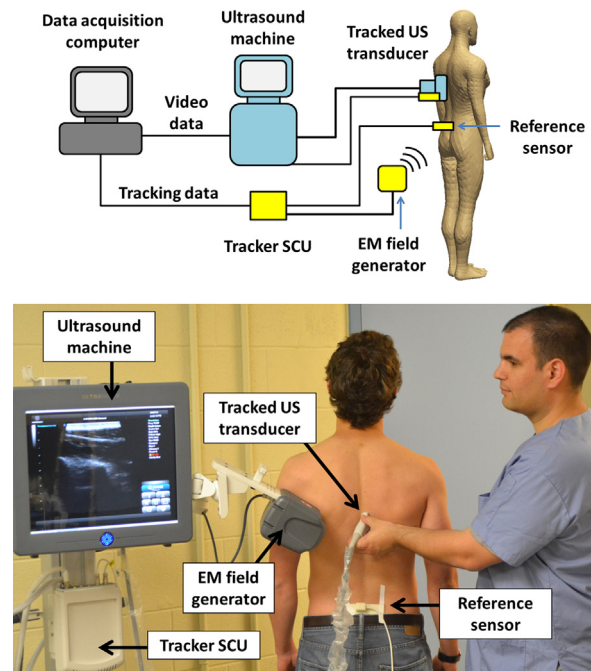 Data acquisition
computer
Ultrasound
machine
Tracked US
transducer
Video
data
Reference
sensor
Tracking data
Tracker SCU
EM field
generator
Ultrasound
machine
Tracked US
transducer
EM field
generator
Reference
sensor
Tracker SCU